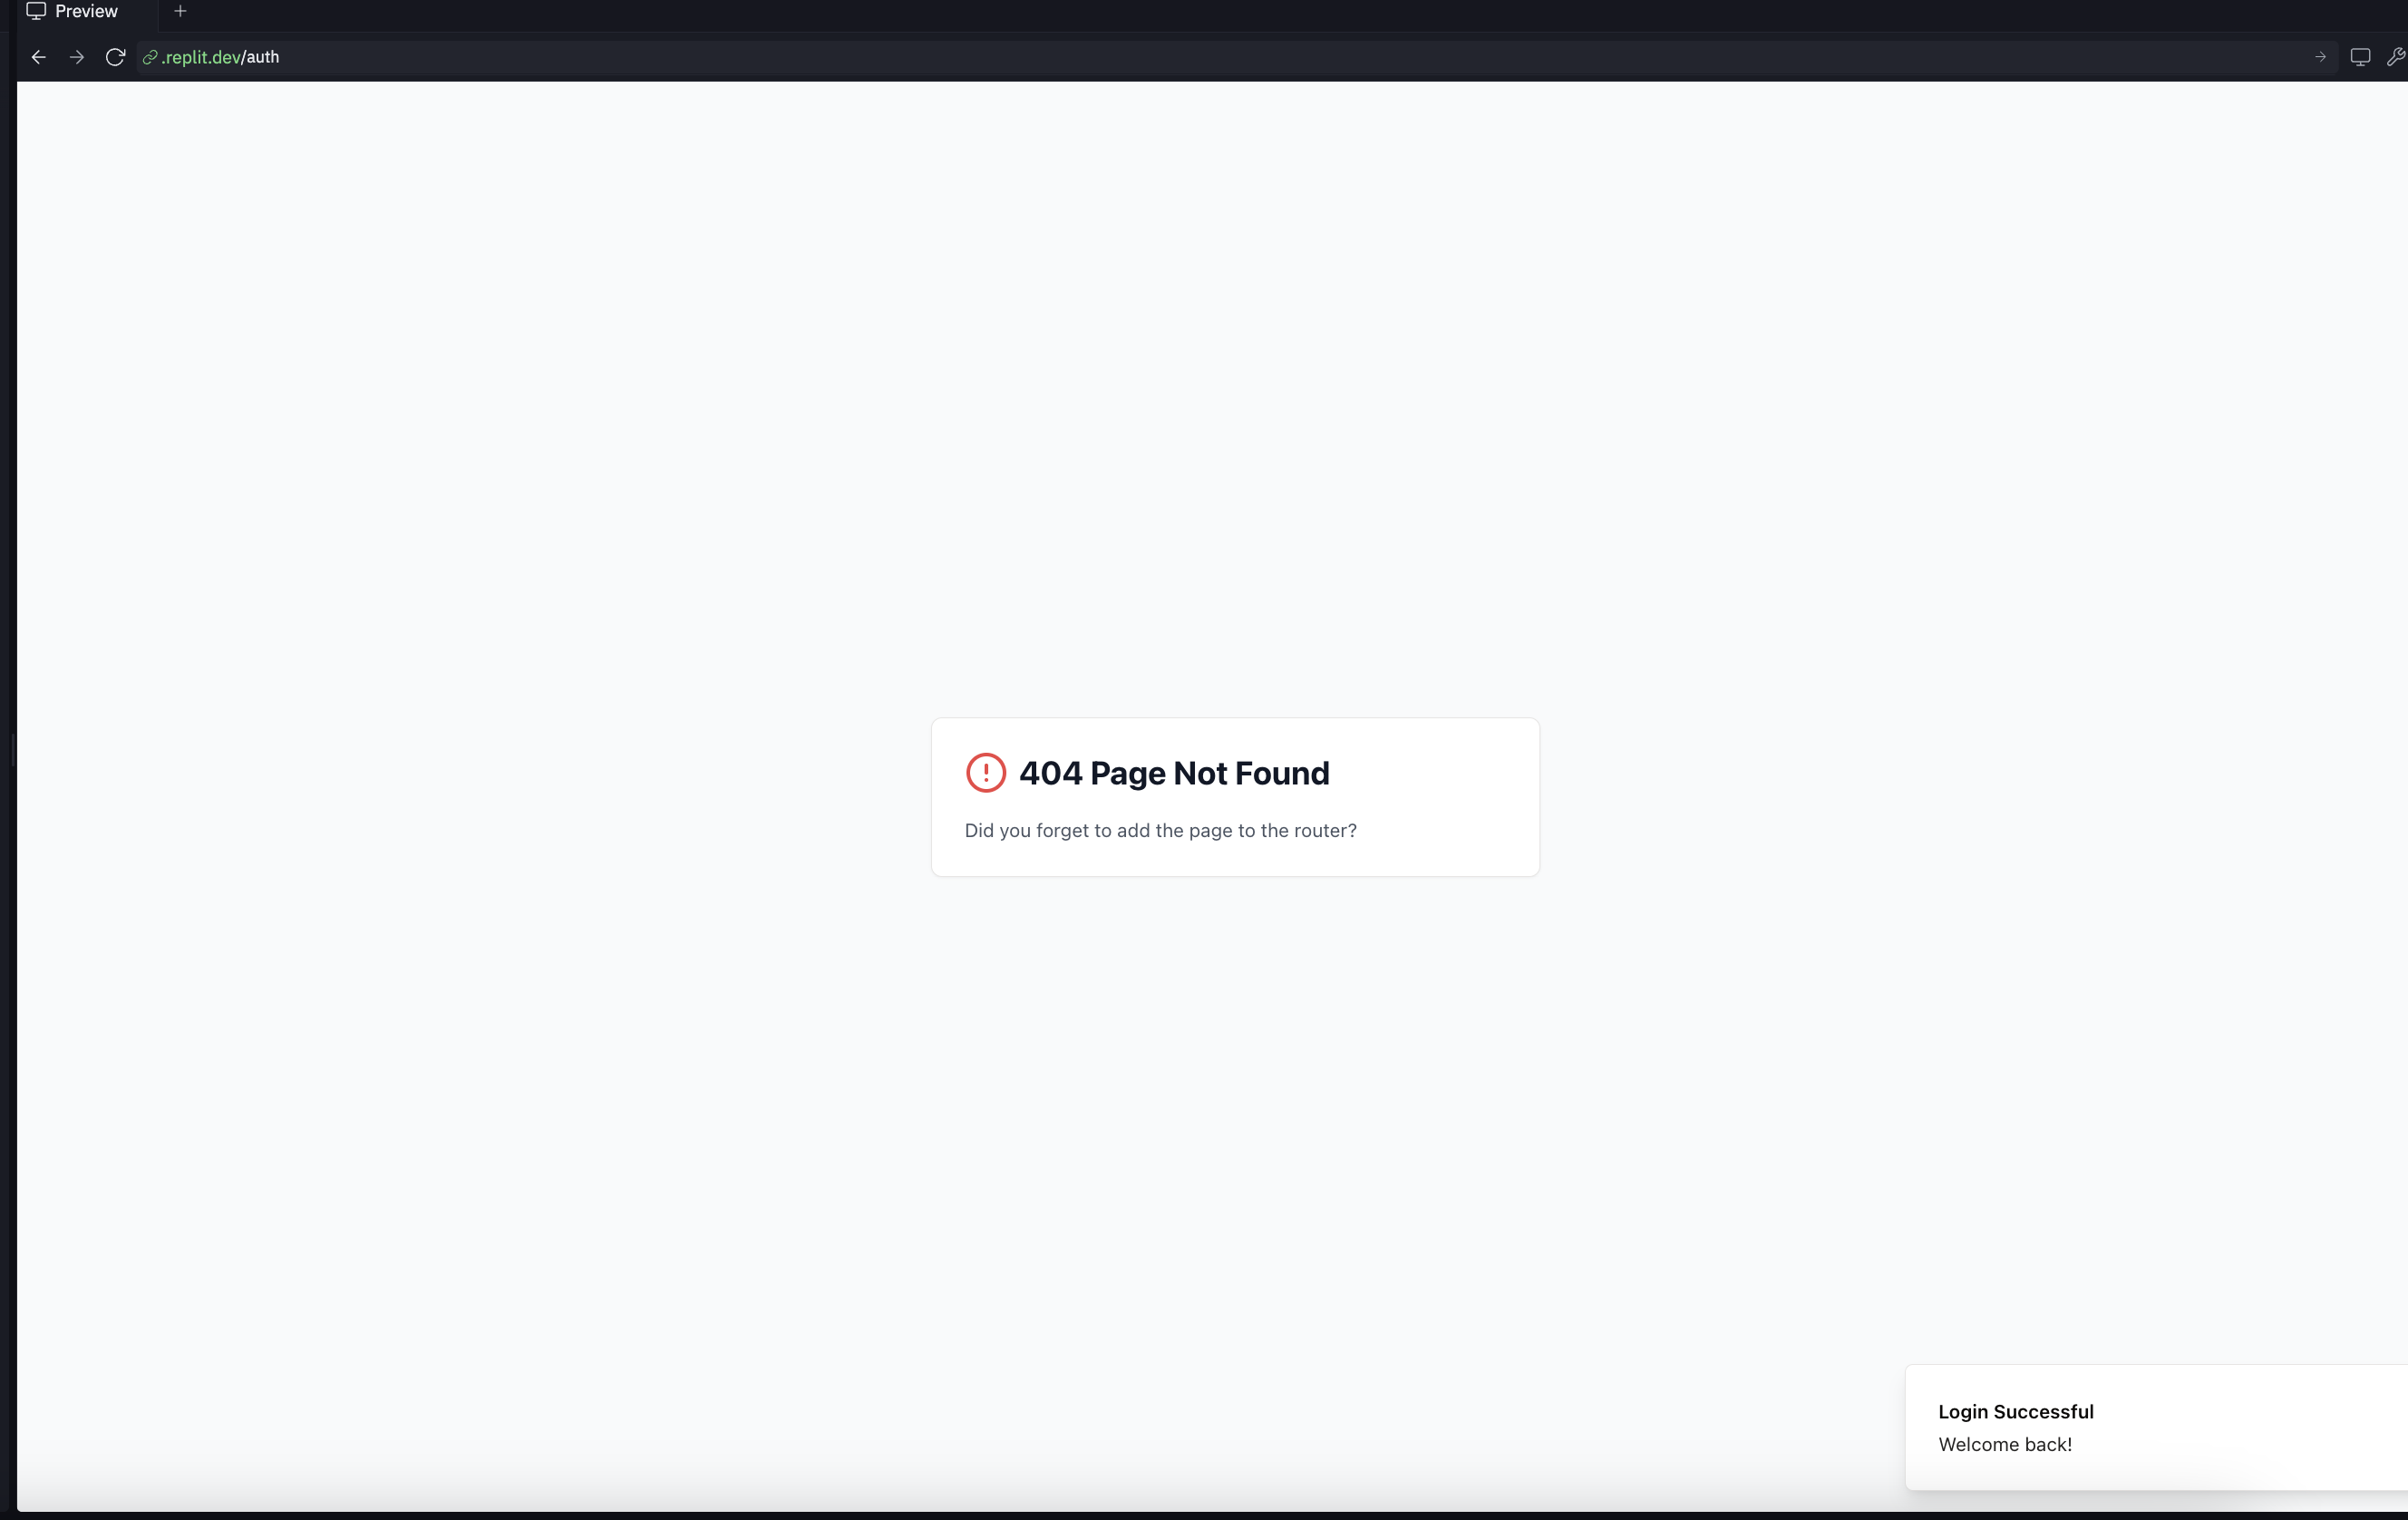 Preview
.replit.dev/auth
404 Page Not Found
Did you forget to add the page to the router?
Login Successful
Welcome back!